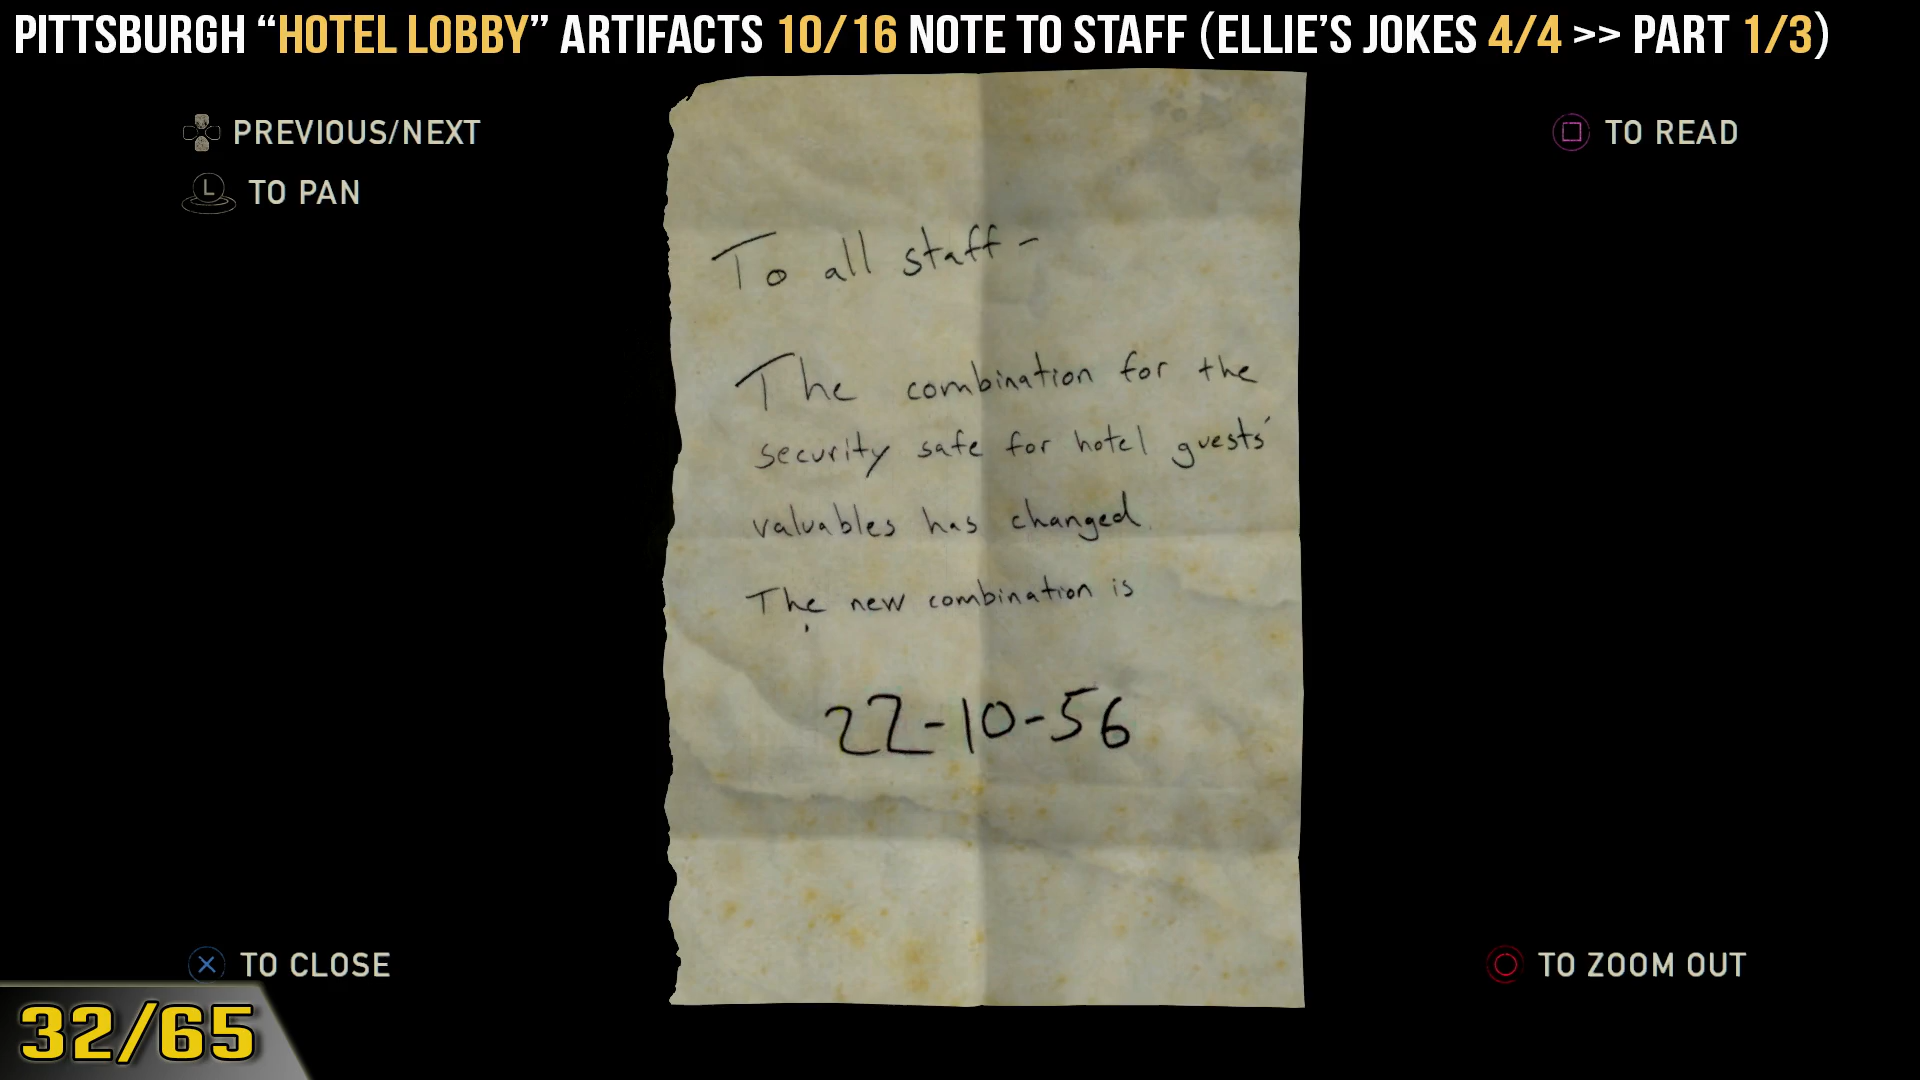 PITTSBURGH “HOTEL LOBBY” ARTIFACTS 10/16 NOTE TO STAFF (ELLIE’S JOKES 4/4 >> PART 1/3)
PREVIOUS/NEXT
L TO PAN
TO READ
To all staff -
The combination for the
security safe for hotel guests'
valuables has changed.
The new combination is
22-10-56
TO CLOSE
TO ZOOM OUT
32/65